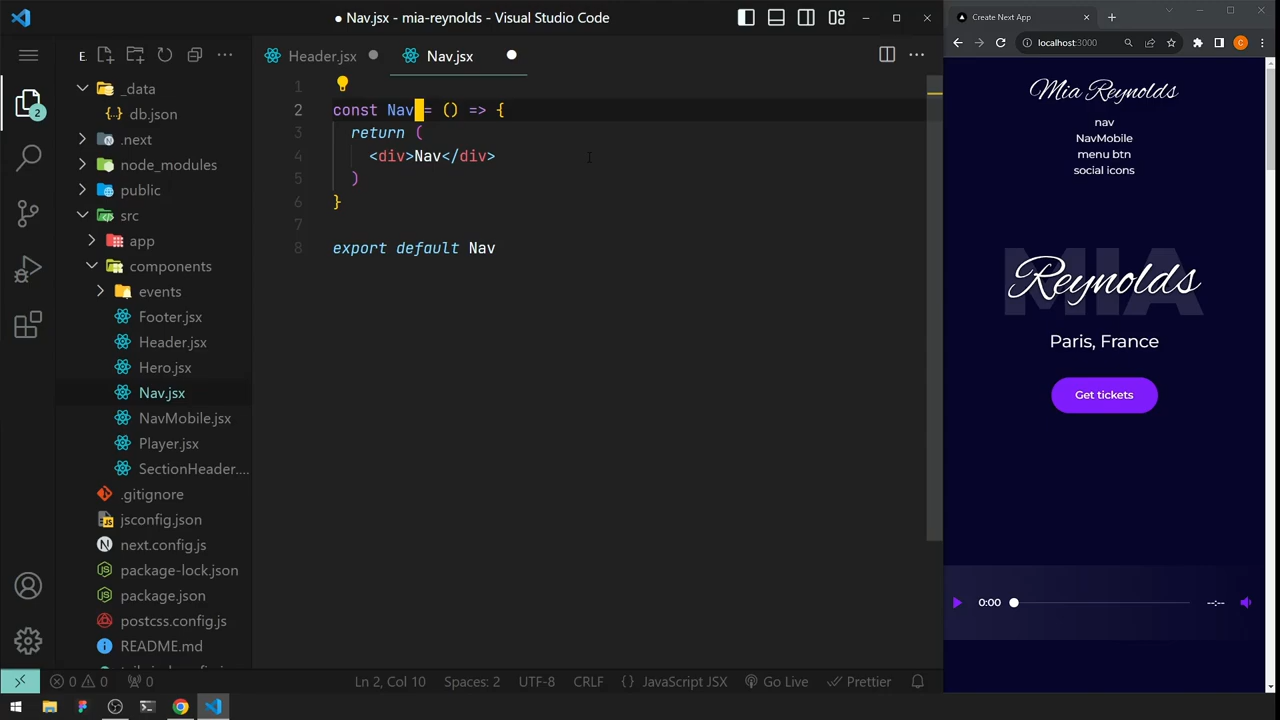 ● Nav.jsx - mia-reynolds - Visual Studio Code
Create Next App
localhost:3000
C
E
2
Header.jsx
Nav.jsx
_data
db.json
.next
node_modules
public
src
app
components
events
Footer.jsx
Header.jsx
Hero.jsx
Nav.jsx
NavMobile.jsx
Player.jsx
SectionHeader....
.gitignore
jsconfig.json
next.config.js
package-lock.json
package.json
postcss.config.js
README.md
1
2 const Nav = () => {
3 return (
4 <div>Nav</div>
5 )
6 }
7
8 export default Nav
Mia Reynolds
nav
NavMobile
menu btn
social icons
MIA
Reynolds
Paris, France
Get tickets
0:00
--:--
0 0 0
Ln 2, Col 10 Spaces: 2 UTF-8 CRLF {} JavaScript JSX Go Live Prettier